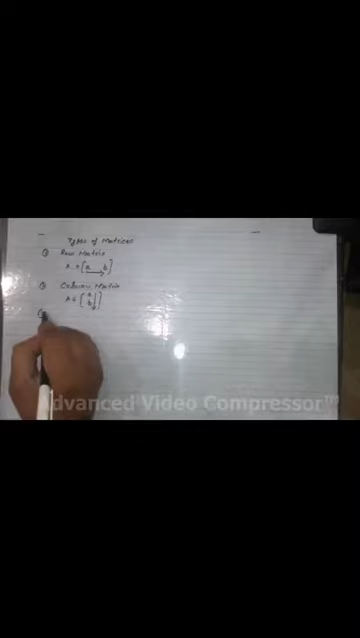 Types of Matrices
① Row Matrix
A = [a b]
② Column Matrix
A = [a
b]
Advanced Video Compressor™